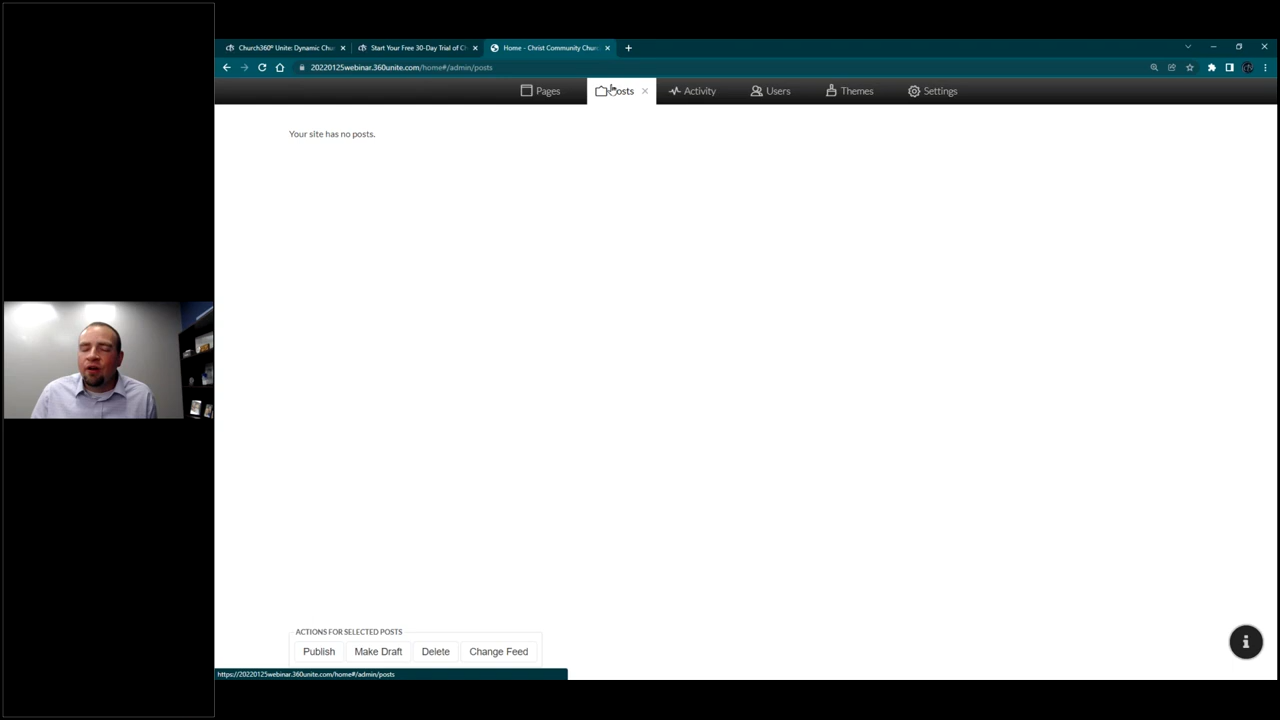 Church360° Unite: Dynamic Chu
Start Your Free 30-Day Trial of Ch
Home - Christ Community Churc
20220125webinar.360unite.com/home#/admin/posts
Pages
Posts
Activity
Users
Themes
Settings
Your site has no posts.
ACTIONS FOR SELECTED POSTS
Publish
Make Draft
Delete
Change Feed
https://20220125webinar.360unite.com/home#/admin/posts